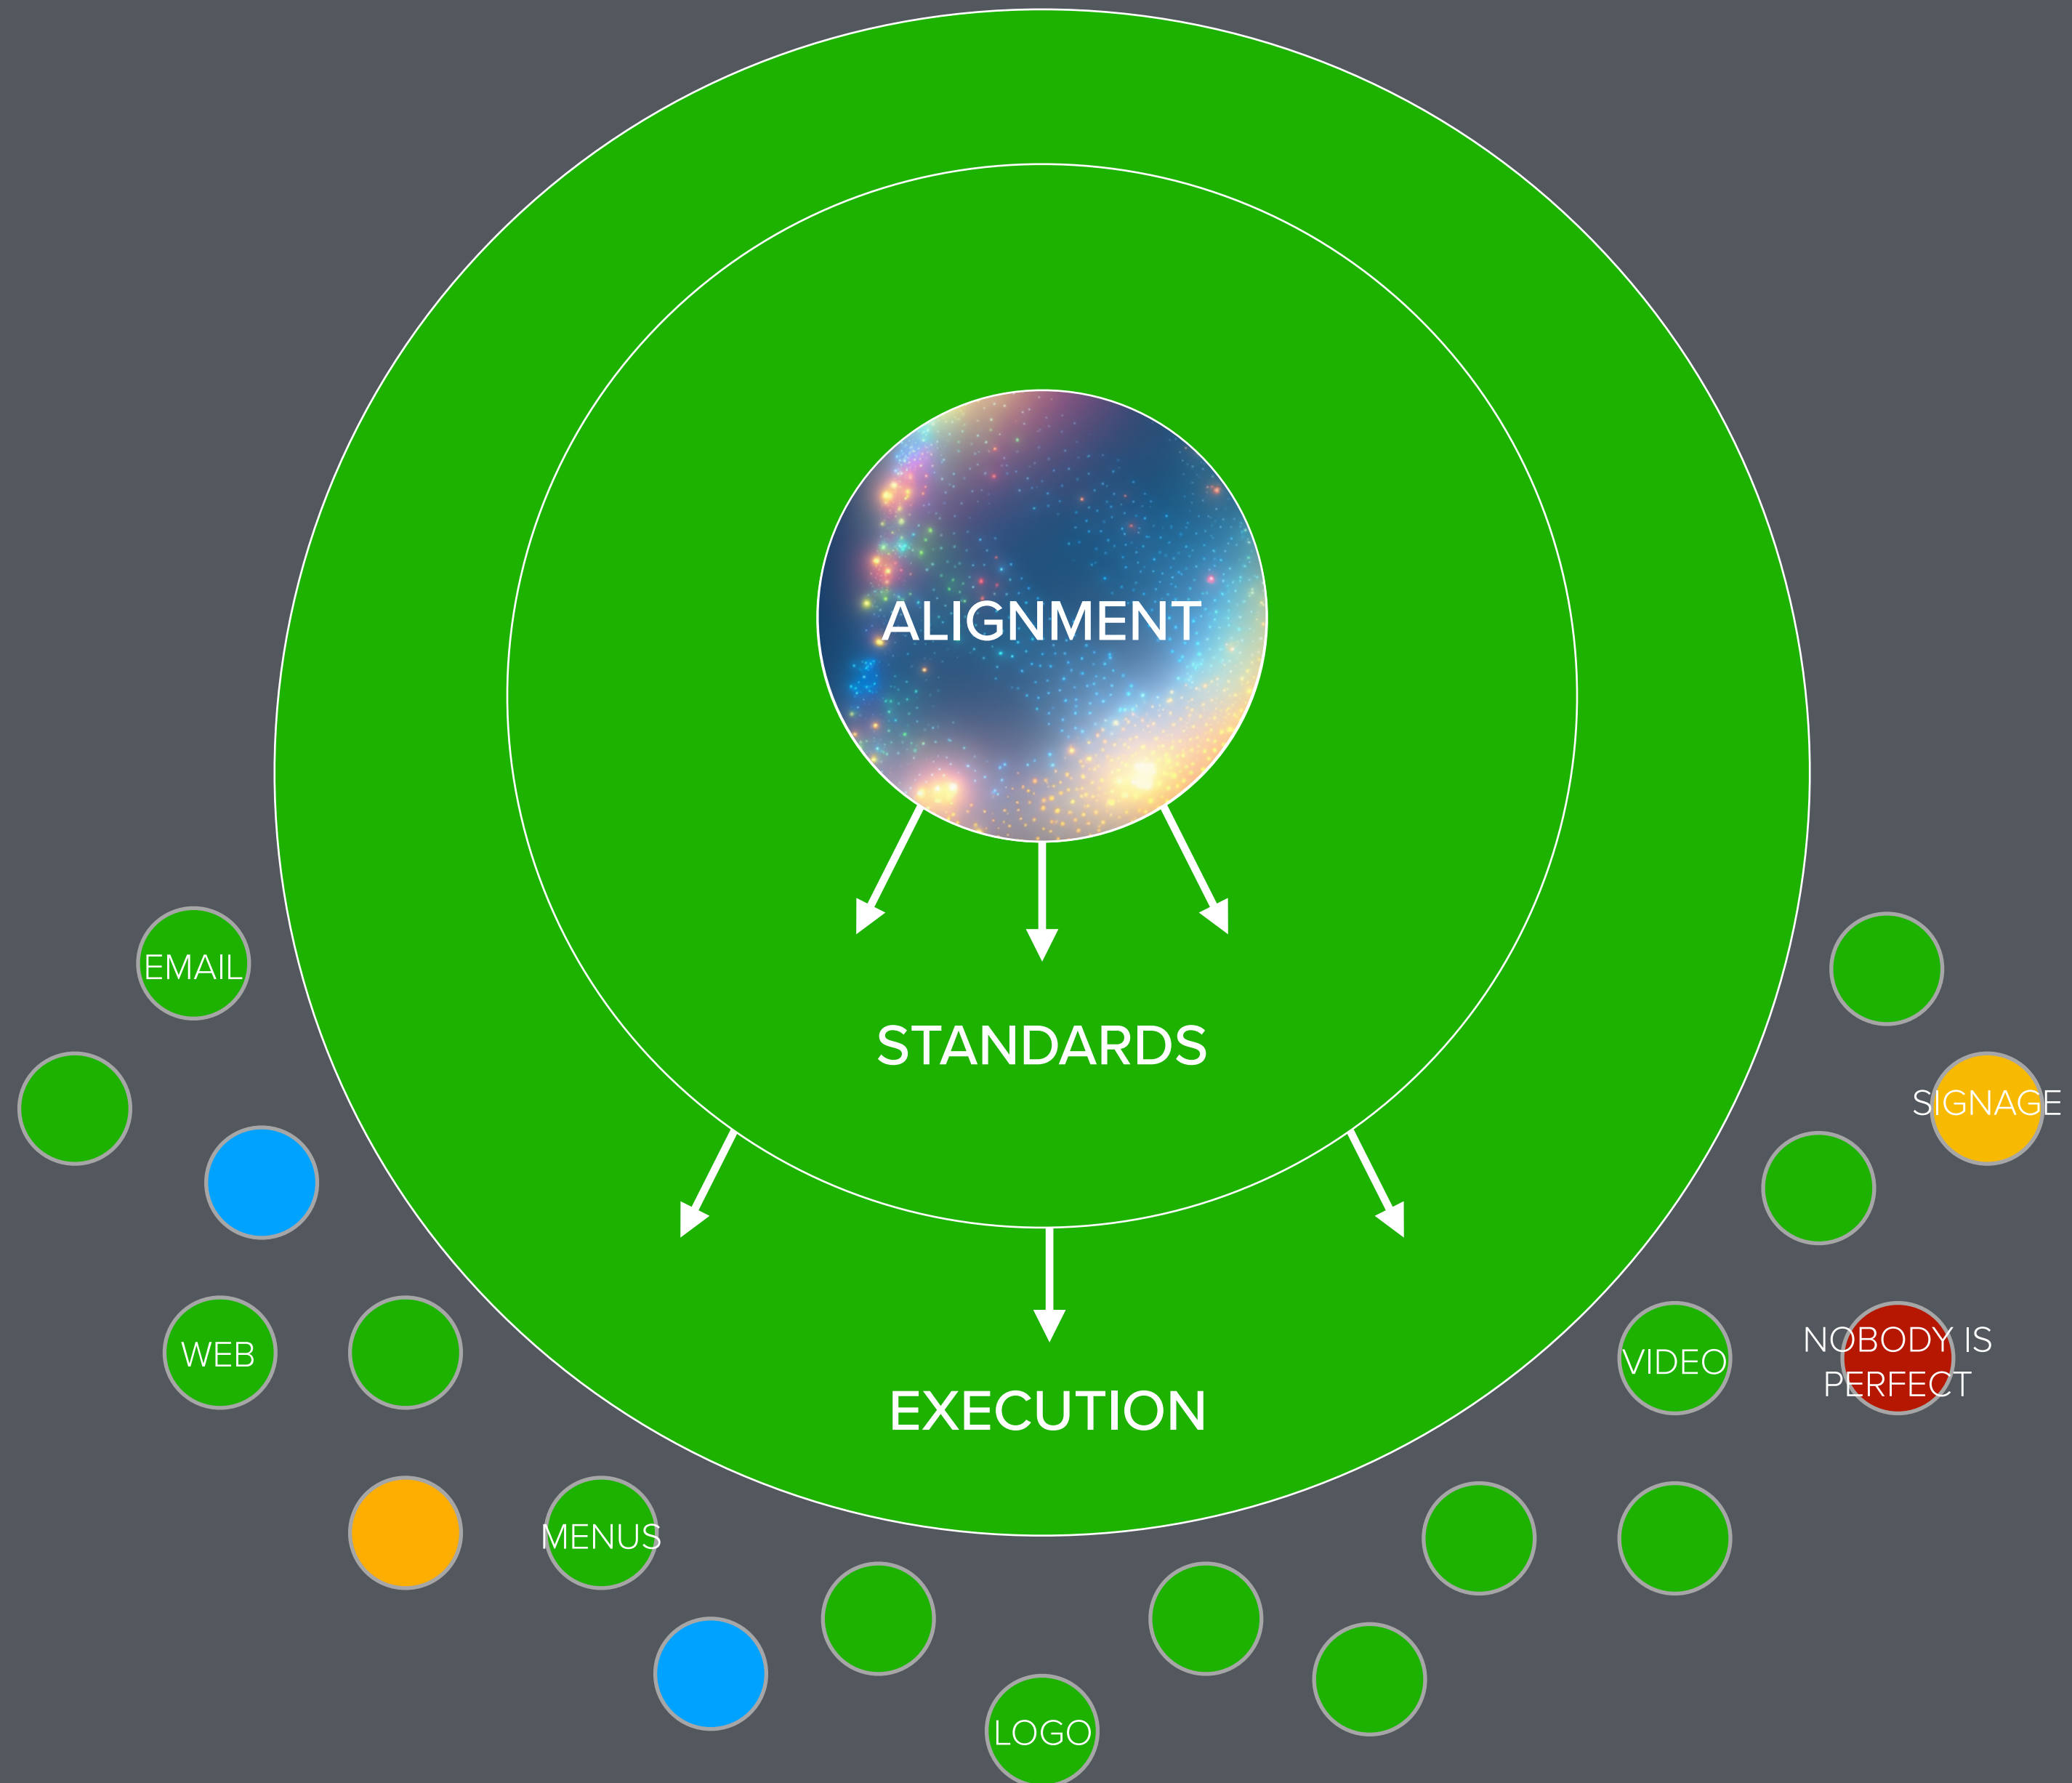 ALIGNMENT
EMAIL
STANDARDS
SIGNAGE
WEB
VIDEO
NOBODY IS
PERFECT
EXECUTION
MENUS
LOGO